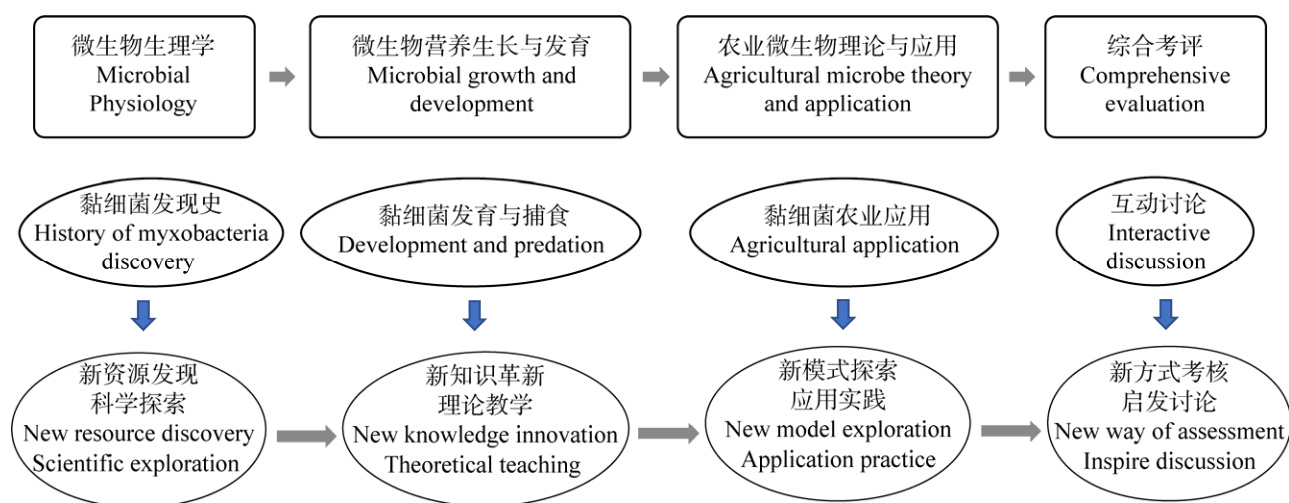 微生物生理学
Microbial
Physiology
微生物营养生长与发育
Microbial growth and
development
农业微生物理论与应用
Agricultural microbe theory
and application
综合考评
Comprehensive
evaluation
黏细菌发现史
History of myxobacteria
discovery
黏细菌发育与捕食
Development and predation
黏细菌农业应用
Agricultural application
互动讨论
Interactive
discussion
新资源发现
科学探索
New resource discovery
Scientific exploration
新知识革新
理论教学
New knowledge innovation
Theoretical teaching
新模式探索
应用实践
New model exploration
Application practice
新方式考核
启发讨论
New way of assessment
Inspire discussion